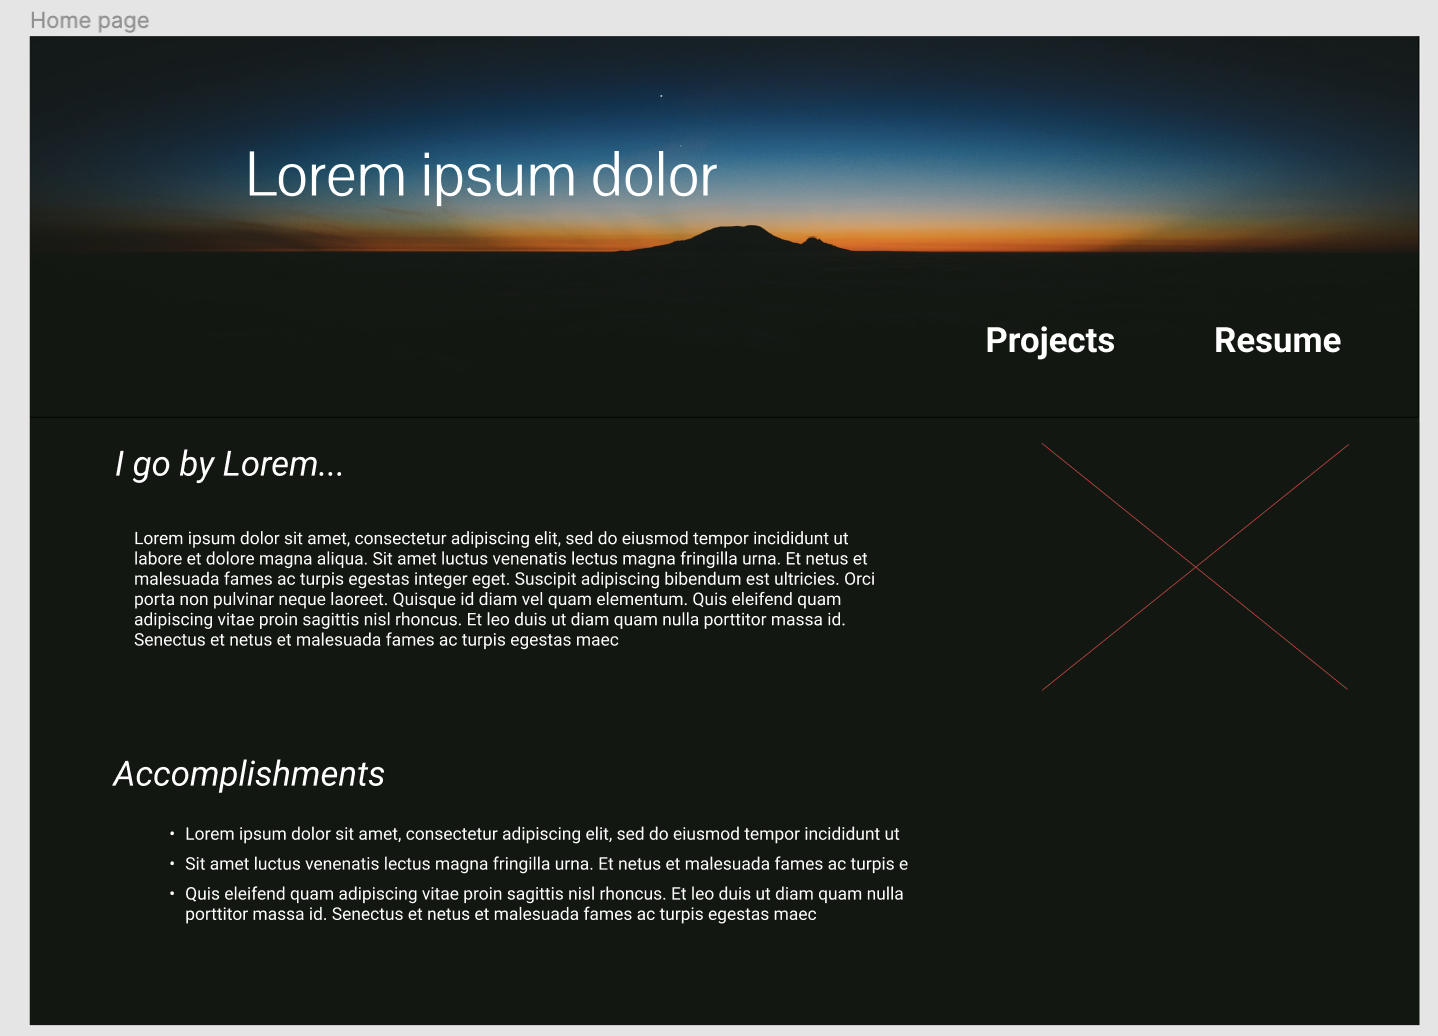 Home page
Lorem ipsum dolor
Projects Resume
I go by Lorem...
Lorem ipsum dolor sit amet, consectetur adipiscing elit, sed do eiusmod tempor incididunt ut
labore et dolore magna aliqua. Sit amet luctus venenatis lectus magna fringilla urna. Et netus et
malesuada fames ac turpis egestas integer eget. Suscipit adipiscing bibendum est ultricies. Orci
porta non pulvinar neque laoreet. Quisque id diam vel quam elementum. Quis eleifend quam
adipiscing vitae proin sagittis nisl rhoncus. Et leo duis ut diam quam nulla porttitor massa id.
Senectus et netus et malesuada fames ac turpis egestas maec
Accomplishments
• Lorem ipsum dolor sit amet, consectetur adipiscing elit, sed do eiusmod tempor incididunt ut
• Sit amet luctus venenatis lectus magna fringilla urna. Et netus et malesuada fames ac turpis e
• Quis eleifend quam adipiscing vitae proin sagittis nisl rhoncus. Et leo duis ut diam quam nulla
porttitor massa id. Senectus et netus et malesuada fames ac turpis egestas maec